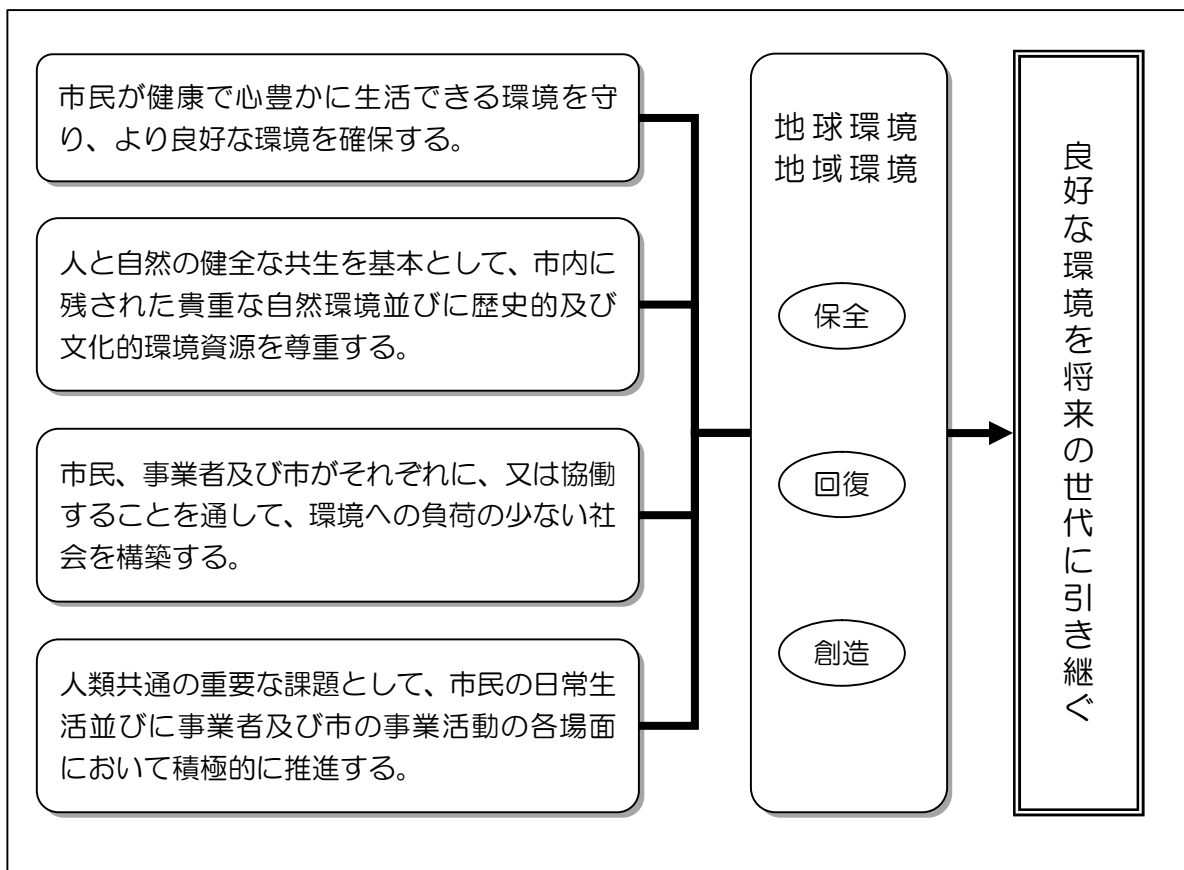 市民が健康で心豊かに生活できる環境を守
り、より良好な環境を確保する。
人と自然の健全な共生を基本として、市内に
残された貴重な自然環境並びに歴史的及び
文化的環境資源を尊重する。
市民、事業者及び市がそれぞれに、又は協働
することを通して、環境への負荷の少ない社
会を構築する。
人類共通の重要な課題として、市民の日常生
活並びに事業者及び市の事業活動の各場面
において積極的に推進する。
地球環境
地域環境
保全
回復
創造
良好な環境を将来の世代に引き継ぐ